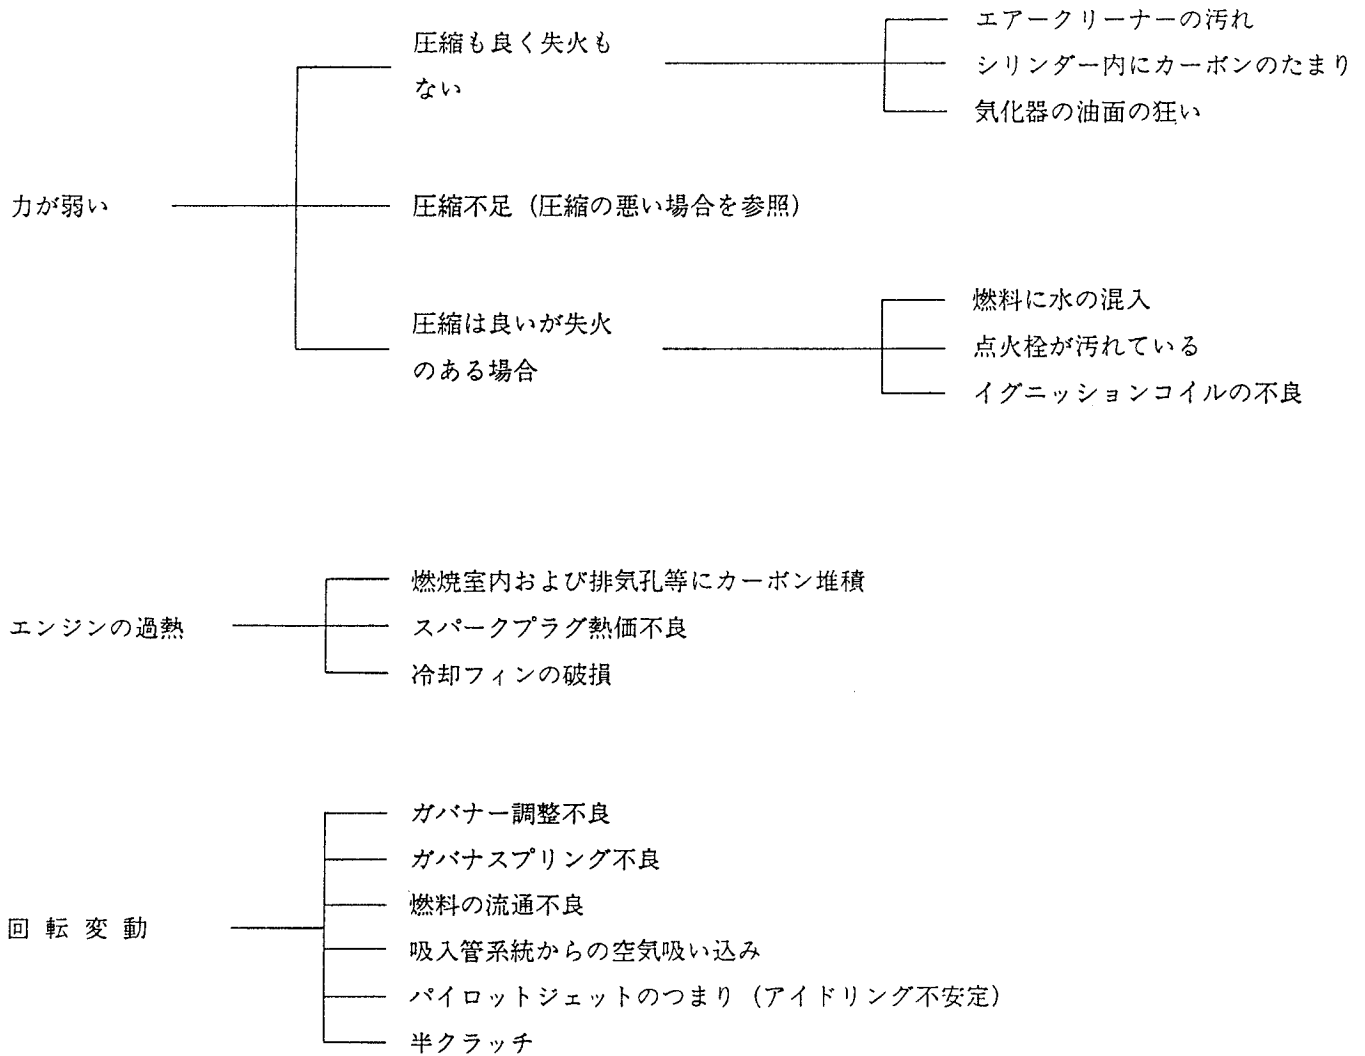 力が弱い
圧縮も良く失火も
ない
エアークリーナーの汚れ
シリンダー内にカーボンのたまり
気化器の油面の狂い
圧縮不足（圧縮の悪い場合を参照）
圧縮は良いが失火
のある場合
燃料に水の混入
点火栓が汚れている
イグニッションコイルの不良
エンジンの過熱
燃焼室内および排気孔等にカーボン堆積
スパークプラグ熱価不良
冷却フィンの破損
回転変動
ガバナー調整不良
ガバナスプリング不良
燃料の流通不良
吸入管系統からの空気吸い込み
パイロットジェットのつまり（アイドリング不安定）
半クラッチ